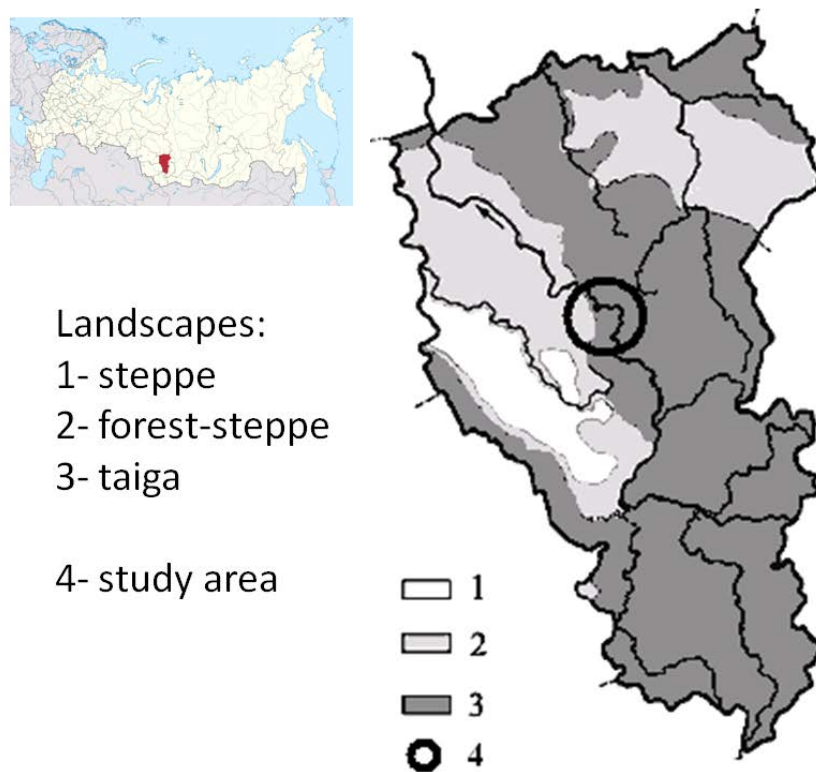 Landscapes:
1- steppe
2- forest-steppe
3- taiga
4- study area
1
2
3
4